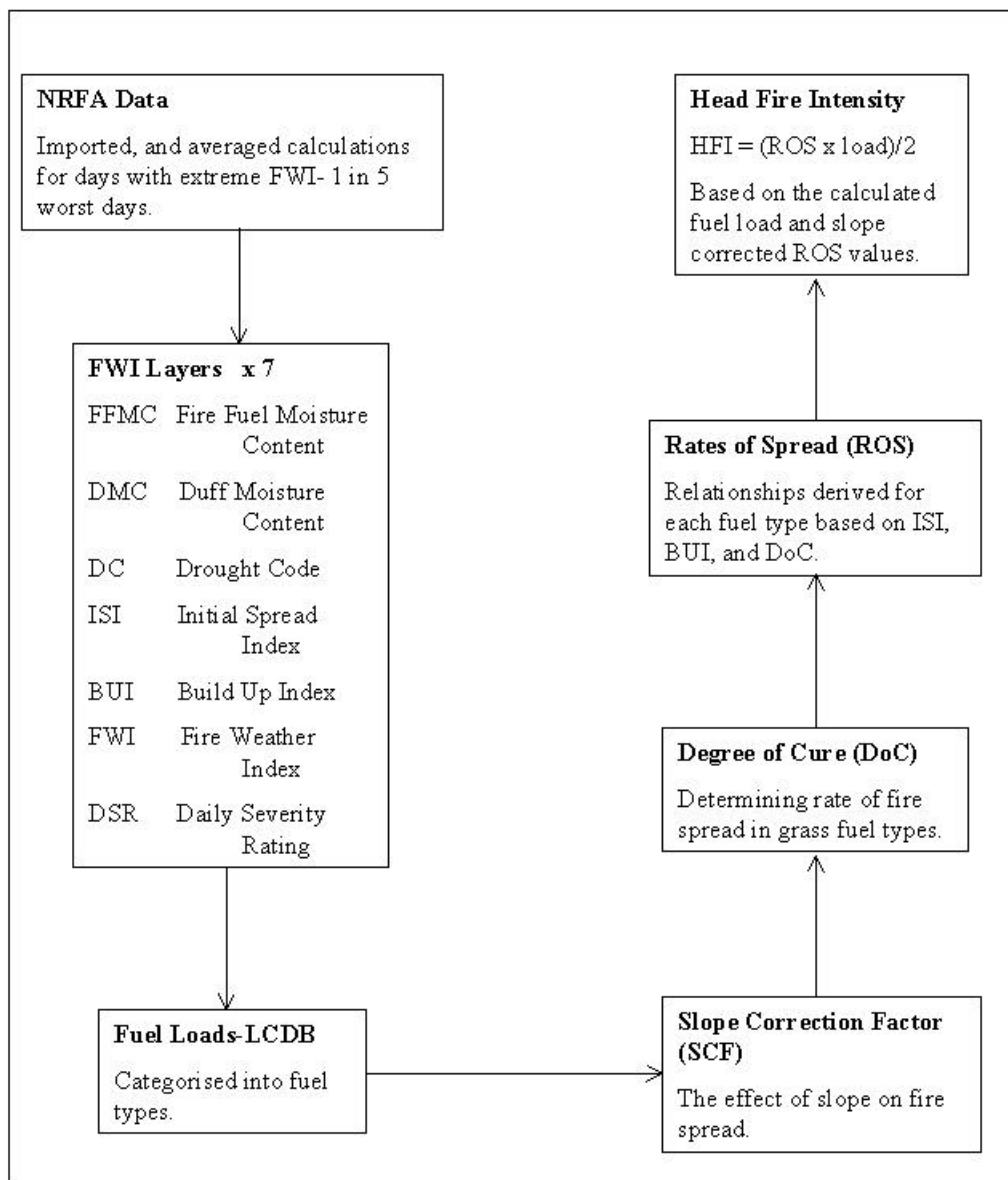 NRFA Data
Imported, and averaged calculations
for days with extreme FWI- 1 in 5
worst days.
FWI Layers x 7
FFMC Fire Fuel Moisture
Content
DMC Duff Moisture
Content
DC Drought Code
ISI Initial Spread
Index
BUI Build Up Index
FWI Fire Weather
Index
DSR Daily Severity
Rating
Fuel Loads-LCDB
Categorised into fuel
types.
Slope Correction Factor
(SCF)
The effect of slope on fire
spread.
Degree of Cure (DoC)
Determining rate of fire
spread in grass fuel types.
Rates of Spread (ROS)
Relationships derived for
each fuel type based on ISI,
BUI, and DoC.
Head Fire Intensity
HFI = (ROS x load)/2
Based on the calculated
fuel load and slope
corrected ROS values.